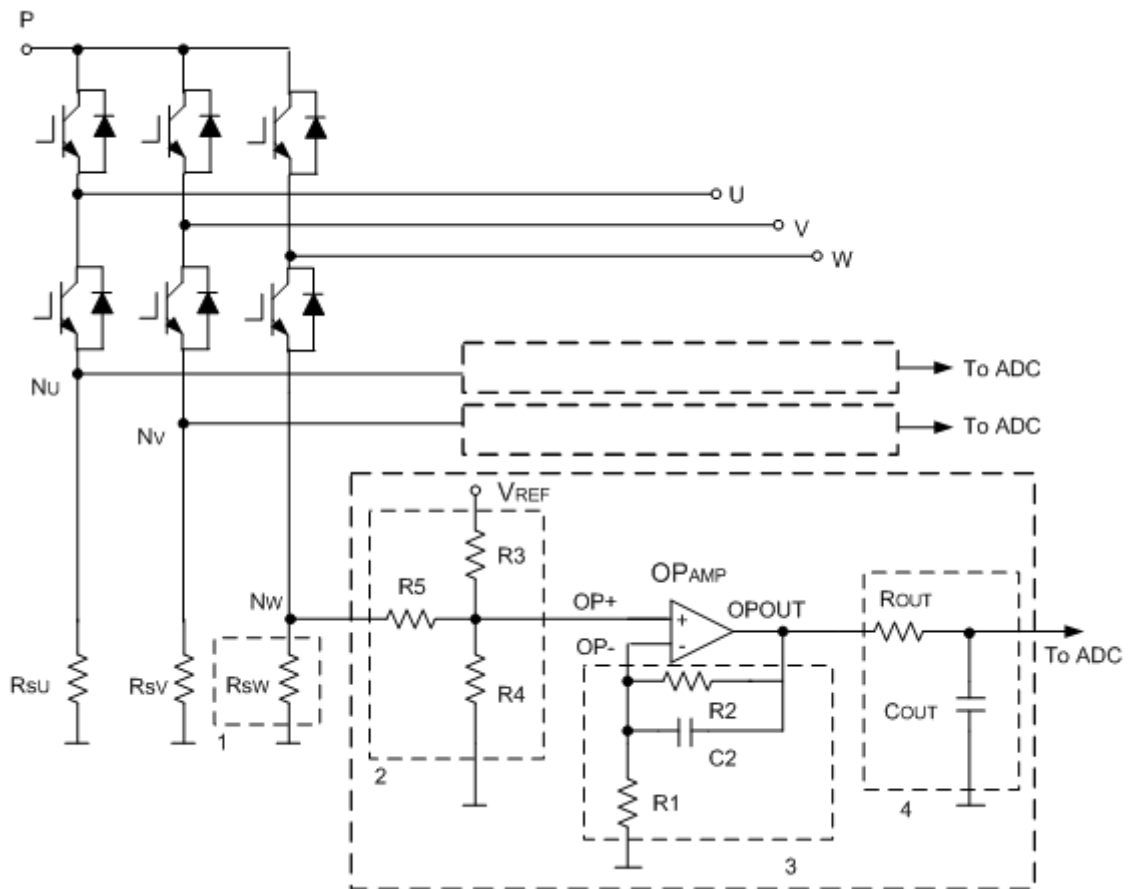 P
U
V
W
NU
To ADC
NV
To ADC
VREF
R3
R5
OPAMP
NW
OP+
+
OPOUT
ROUT
OP-
-
To ADC
RSU
RSV
RSW
R4
R2
COUT
1
C2
2
R1
4
3